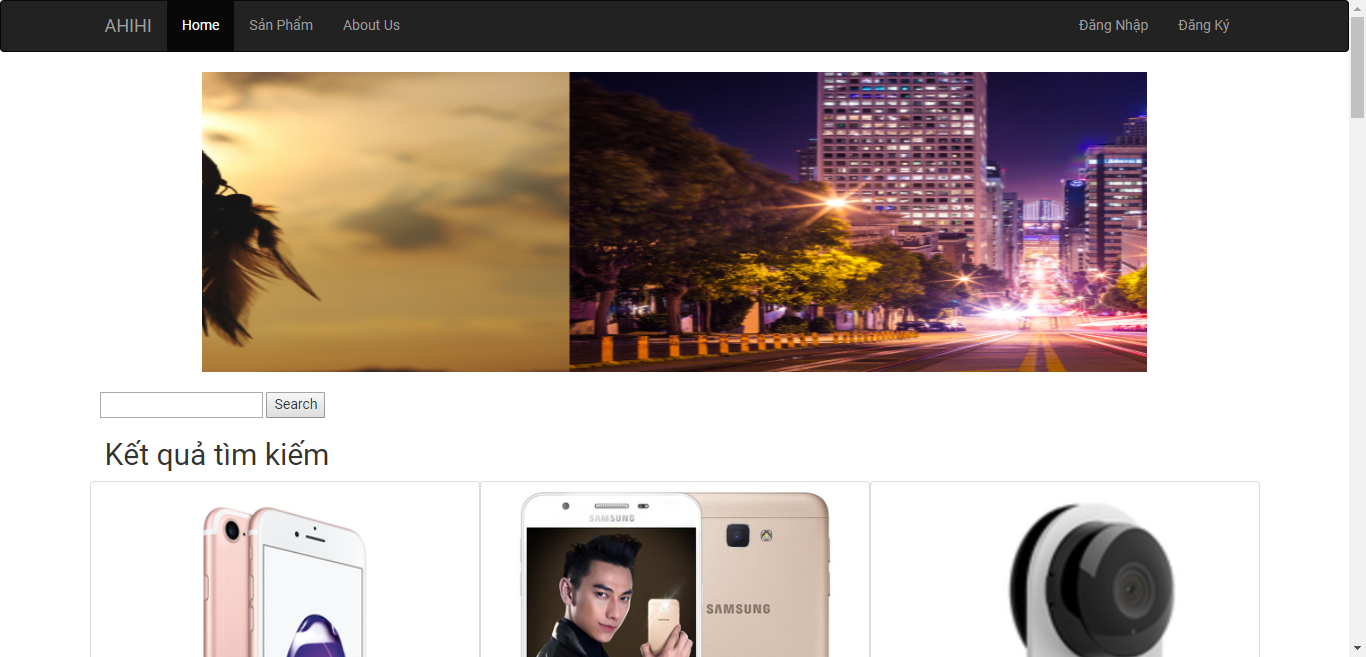 AHIHI Home Sản Phẩm About Us Đăng Nhập Đăng Ký
Search
Kết quả tìm kiếm
SAMSUNG
SAMSUNG